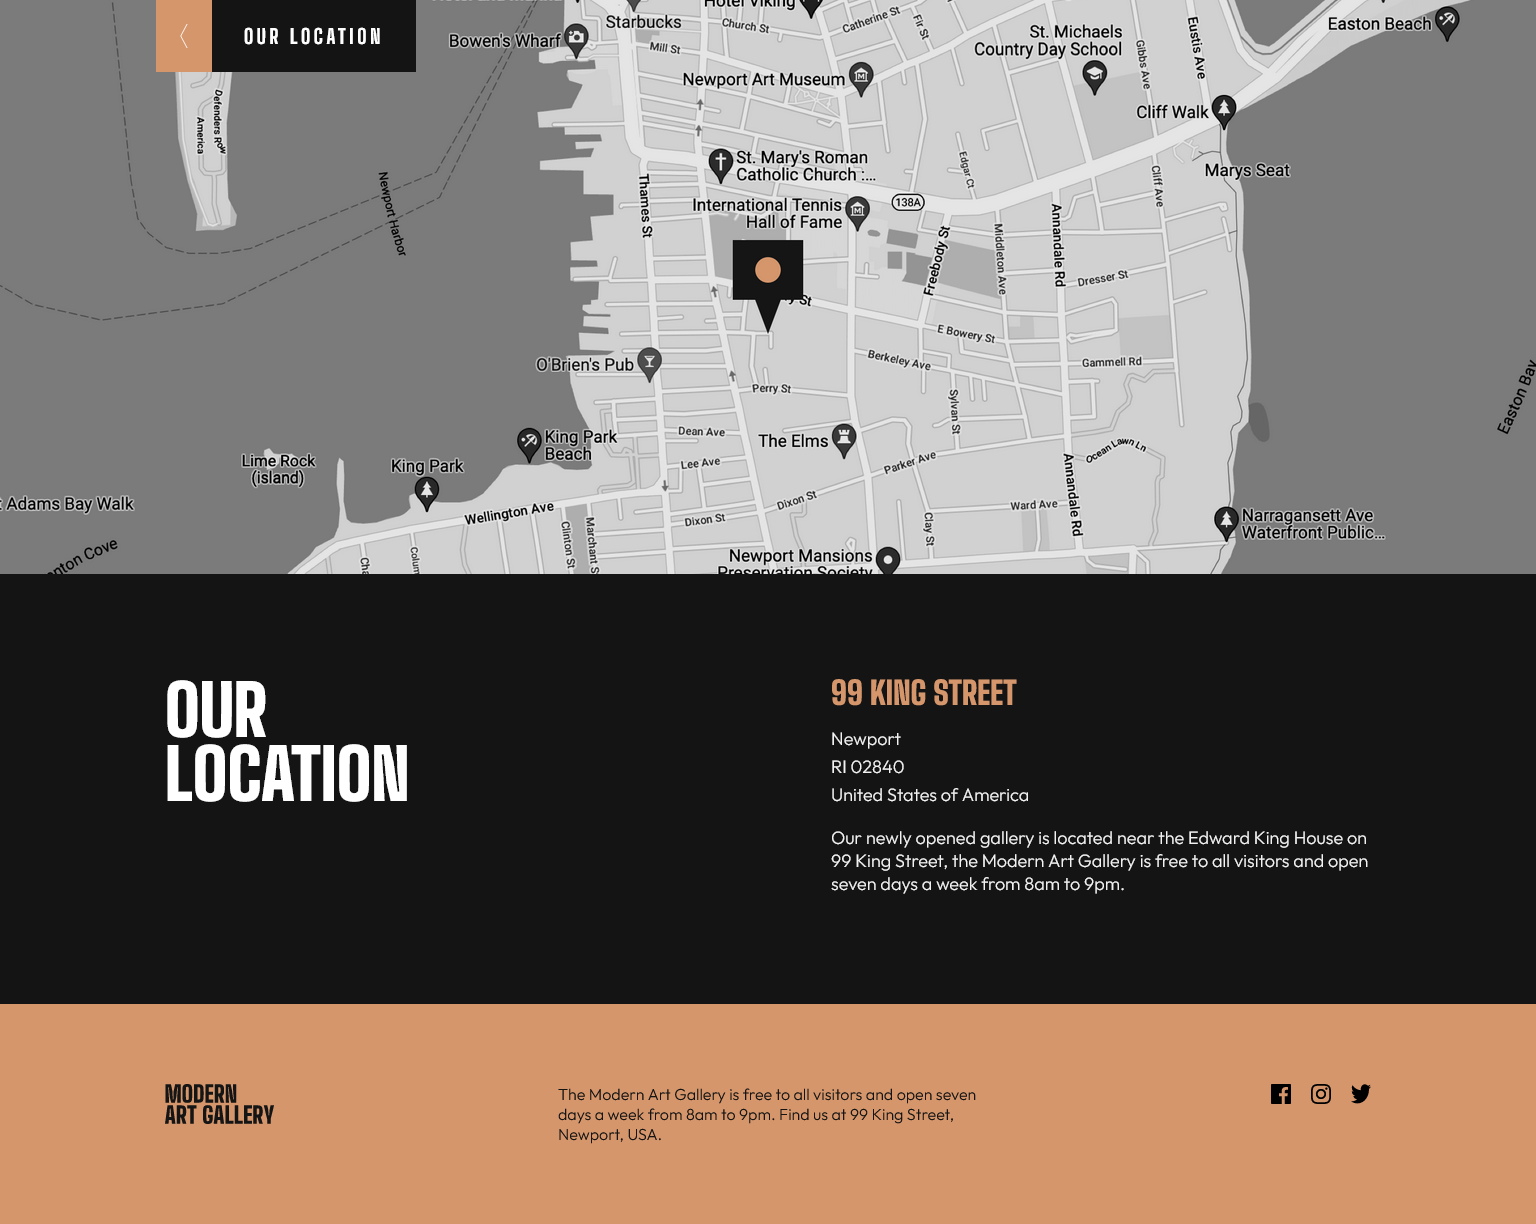 OUR LOCATION
Starbucks
Hotel Viking
Church St
Catherine St
Fir St
St. Michaels
Country Day School
Gibbs Ave
Eustis Ave
Easton Beach
Bowen's Wharf
Mill St
Newport Art Museum
Cliff Walk
Defenders Row
America
Newport Harbor
Thames St
St. Mary's Roman
Catholic Church :...
Edgar Ct
Cliff Ave
Marys Seat
International Tennis
Hall of Fame
138A
Freebody St
Middleton Ave
Annandale Rd
Dresser St
y St
E Bowery St
O'Brien's Pub
Berkeley Ave
Gammell Rd
Easton Bay
Perry St
Sylvan St
King Park
Beach
Dean Ave
The Elms
Ocean Lawn Ln
Lime Rock
(island)
King Park
Lee Ave
Parker Ave
Annandale Rd
Adams Bay Walk
Wellington Ave
Dixon St
Dixon St
Ward Ave
Clay St
Narragansett Ave
Waterfront Public...
Clinton St
Marchant S
nton Cove
Cha
Colum
Newport Mansions
Preservation Society
OUR
LOCATION
99 KING STREET
Newport
RI 02840
United States of America
Our newly opened gallery is located near the Edward King House on
99 King Street, the Modern Art Gallery is free to all visitors and open
seven days a week from 8am to 9pm.
MODERN
ART GALLERY
The Modern Art Gallery is free to all visitors and open seven
days a week from 8am to 9pm. Find us at 99 King Street,
Newport, USA.